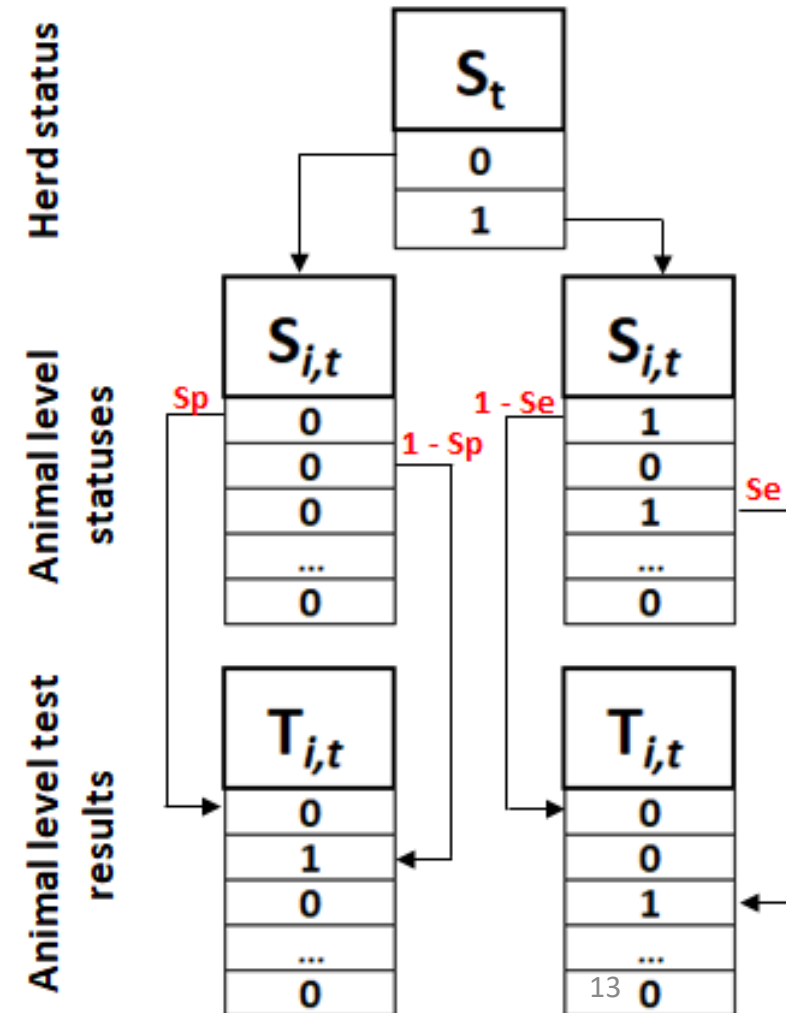 Herd status
S_t
0
1
Animal level
statuses
S_i,t
S_i,t
Sp
1 - Sp
1 - Se
Se
0
0
0
...
0
1
0
1
...
0
Animal level test
results
T_i,t
T_i,t
0
1
0
...
0
0
0
1
...
13 0